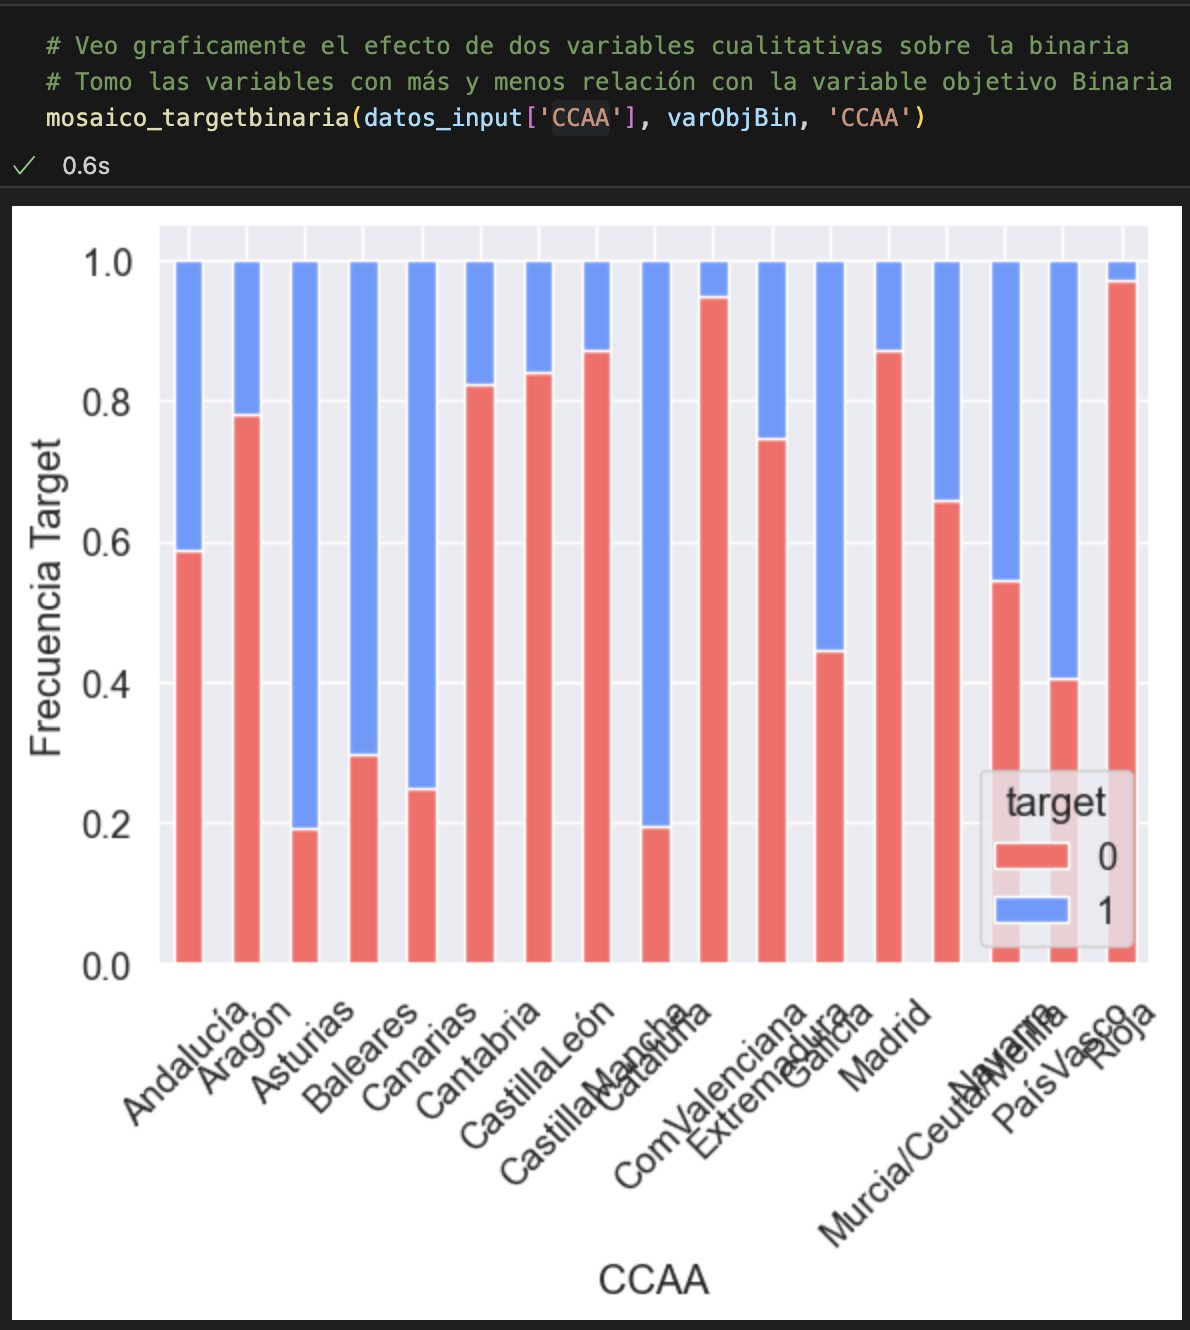 # Veo graficamente el efecto de dos variables cualitativas sobre la binaria
# Tomo las variables con más y menos relación con la variable objetivo Binaria
mosaico_targetbinaria(datos_input['CCAA'], varObjBin, 'CCAA')
0.6s
1.0
0.8
0.6
0.4
0.2
0.0
Frecuencia Target
target
0
1
Andalucía
Aragón
Asturias
Baleares
Canarias
Cantabria
CastillaLeón
CastillaMancha
Cataluña
ComValenciana
Extremadura
Galicia
Madrid
Murcia/Ceuta/Melilla
Navarra
PaísVasco
Rioja
CCAA